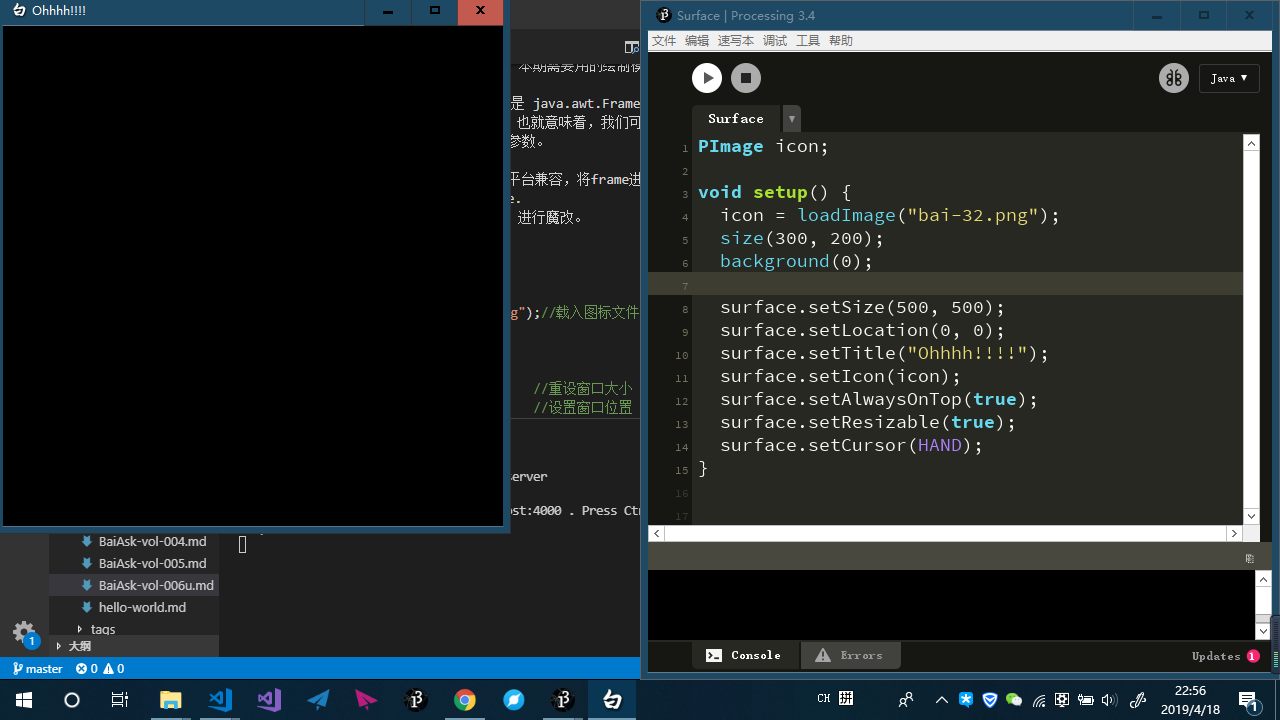 Ohhhh!!!!
本期需要用的绘制模
是 java.awt.Frame
也就意味着, 我们可
参数。
平台兼容, 将frame进
e.
进行魔改。
g");//载入图标文件
//重设窗口大小
//设置窗口位置
server
ost:4000 . Press Ctr
BaiAsk-vol-004.md
BaiAsk-vol-005.md
BaiAsk-vol-006u.md
hello-world.md
tags
大纲
1
master
0
0
Surface | Processing 3.4
文件 编辑 速写本 调试 工具 帮助
Java ▼
Surface ▼
1 PImage icon;
2
3 void setup() {
4 icon = loadImage("bai-32.png");
5 size(300, 200);
6 background(0);
7
8 surface.setSize(500, 500);
9 surface.setLocation(0, 0);
10 surface.setTitle("Ohhhh!!!!");
11 surface.setIcon(icon);
12 surface.setAlwaysOnTop(true);
13 surface.setResizable(true);
14 surface.setCursor(HAND);
15 }
16
17
Console Errors
Updates 1
CH 拼
22:56
2019/4/18
1